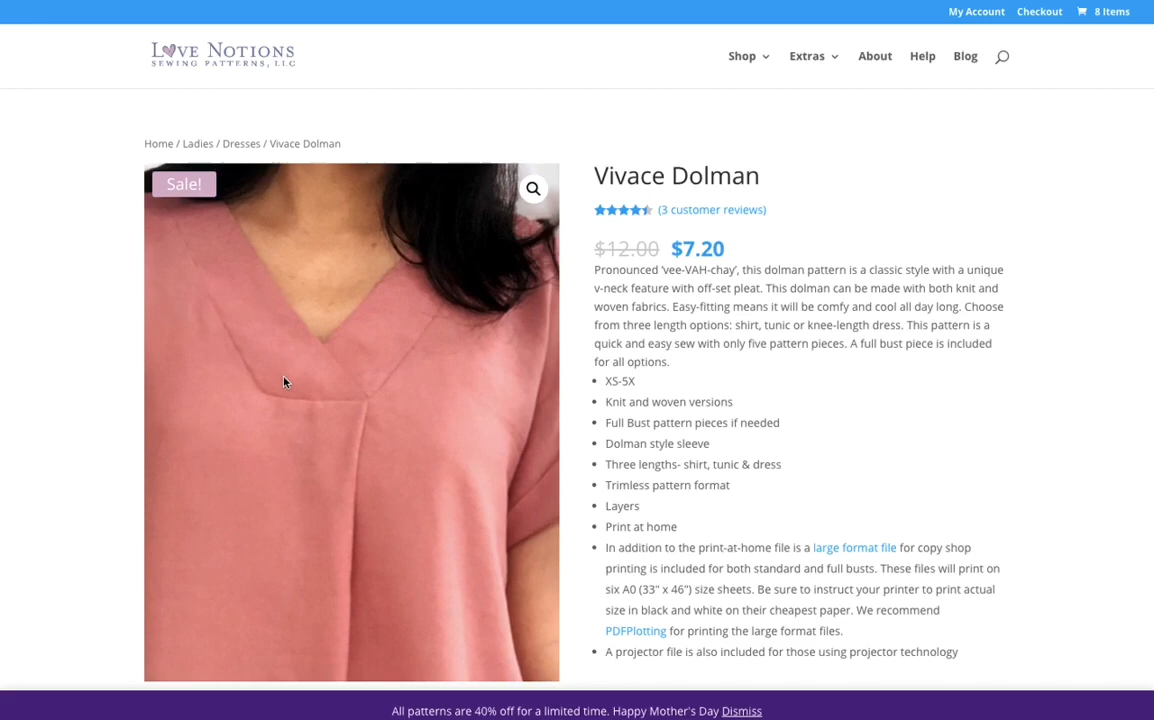 My Account Checkout 8 Items
LOVE NOTIONS
SEWING PATTERNS, LLC
Shop Extras About Help Blog
Home / Ladies / Dresses / Vivace Dolman
Sale!
Vivace Dolman
(3 customer reviews)
$12.00 $7.20
Pronounced ‘vee-VAH-chay’, this dolman pattern is a classic style with a unique
v-neck feature with off-set pleat. This dolman can be made with both knit and
woven fabrics. Easy-fitting means it will be comfy and cool all day long. Choose
from three length options: shirt, tunic or knee-length dress. This pattern is a
quick and easy sew with only five pattern pieces. A full bust piece is included
for all options.
• XS-5X
• Knit and woven versions
• Full Bust pattern pieces if needed
• Dolman style sleeve
• Three lengths- shirt, tunic & dress
• Trimless pattern format
• Layers
• Print at home
• In addition to the print-at-home file is a large format file for copy shop
printing is included for both standard and full busts. These files will print on
six A0 (33" x 46") size sheets. Be sure to instruct your printer to print actual
size in black and white on their cheapest paper. We recommend
PDFPlotting for printing the large format files.
• A projector file is also included for those using projector technology
All patterns are 40% off for a limited time. Happy Mother's Day Dismiss